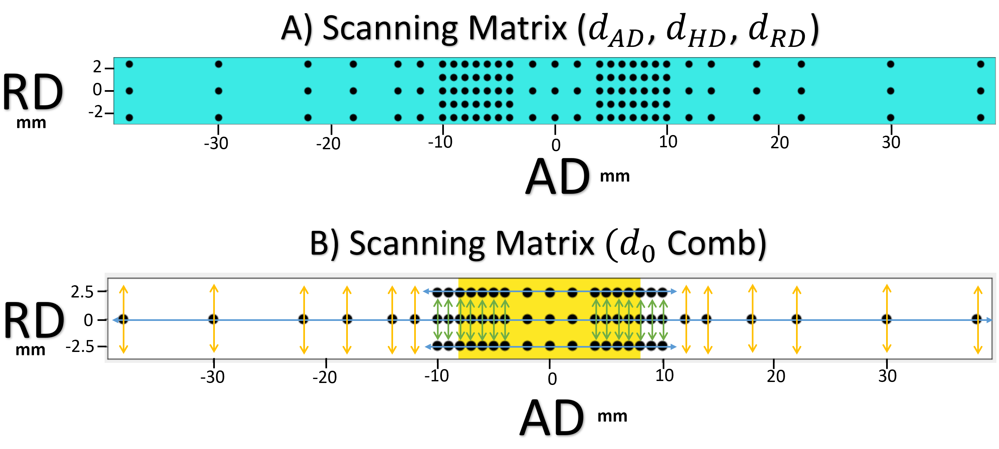 A) Scanning Matrix (d_AD, d_HD, d_RD)
2
0
-2
RD
mm
-30 -20 -10 0 10 20 30
AD mm
B) Scanning Matrix (d_0 Comb)
2.5
0
-2.5
RD
mm
-30 -20 -10 0 10 20 30
AD mm